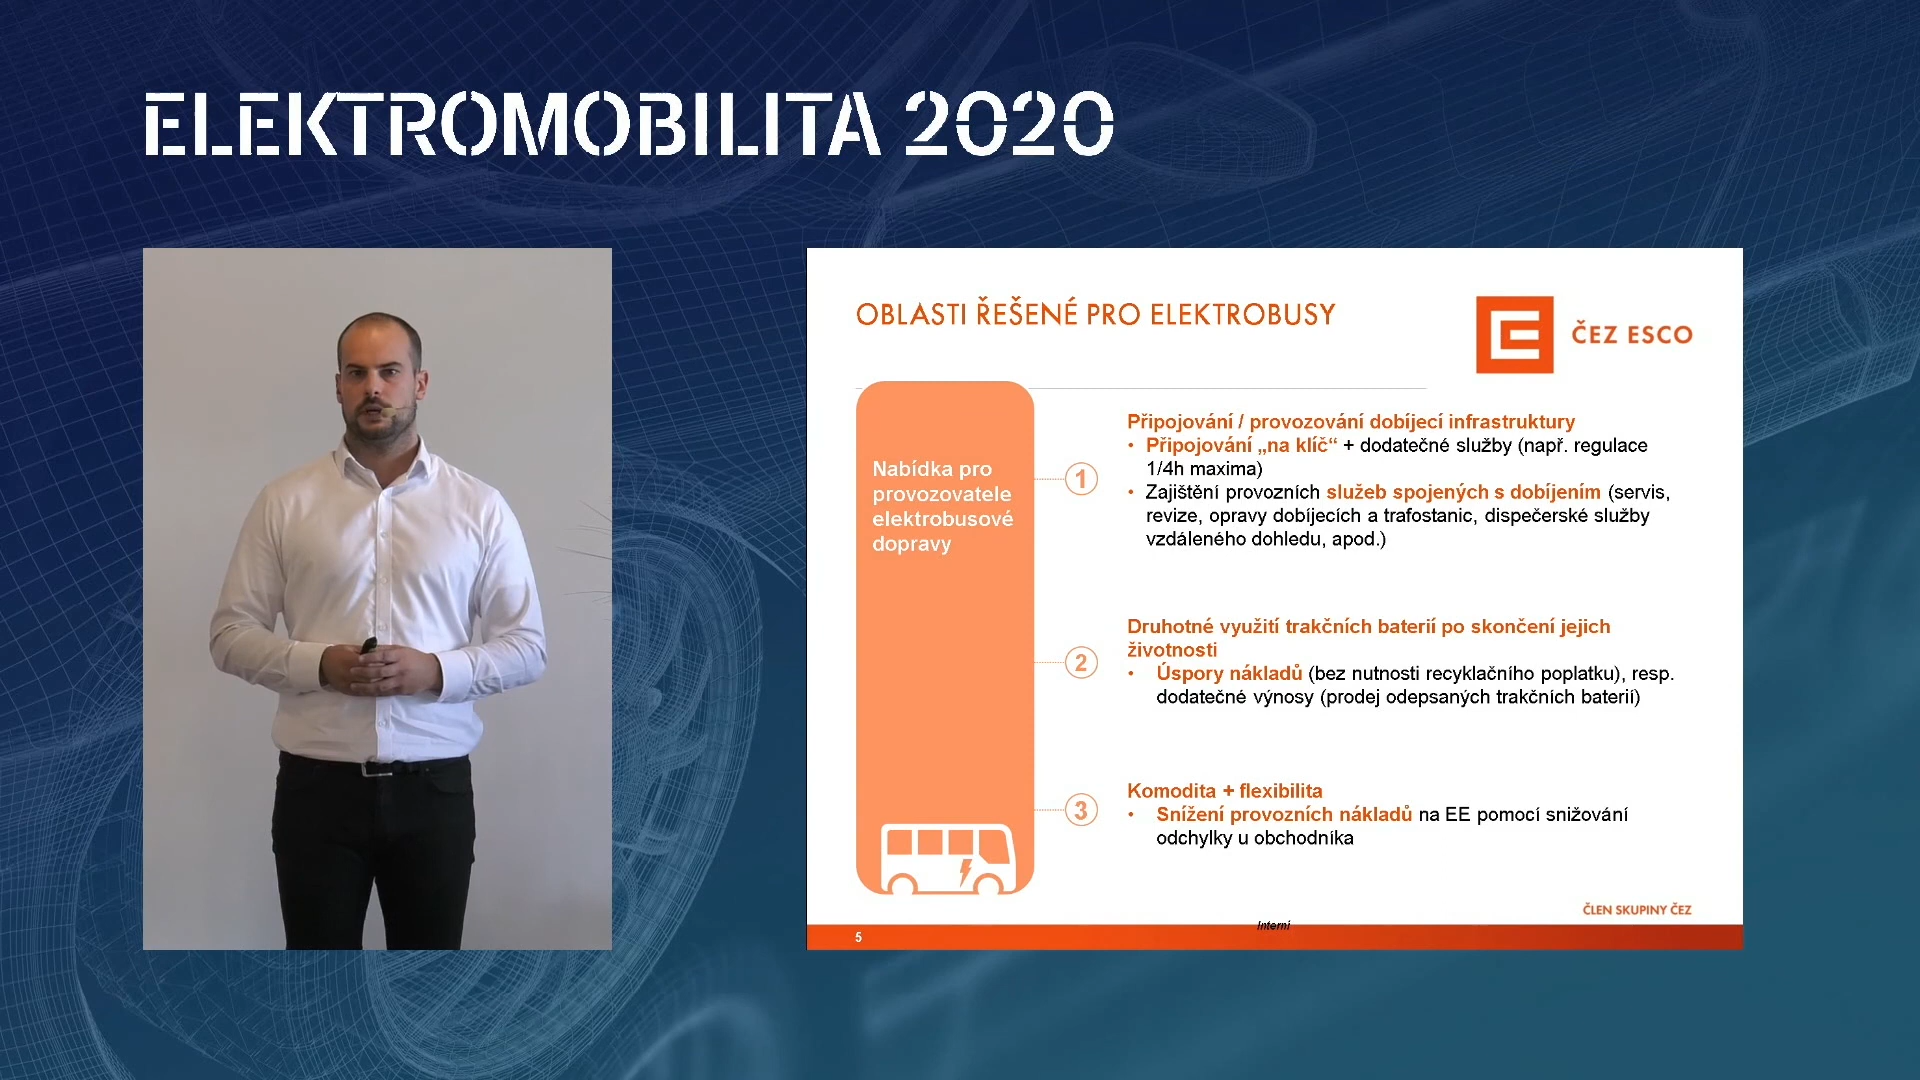 ELEKTROMOBILITA 2020
OBLASTI ŘEŠENÉ PRO ELEKTROBUSY
ČEZ ESCO
Nabídka pro
provozovatele
elektrobusové
dopravy
1
Připojování / provozování dobíjecí infrastruktury
• Připojování „na klíč“ + dodatečné služby (např. regulace
1/4h maxima)
• Zajištění provozních služeb spojených s dobíjením (servis,
revize, opravy dobíjecích a trafostanic, dispečerské služby
vzdáleného dohledu, apod.)
2
Druhotné využití trakčních baterií po skončení jejich
životnosti
• Úspory nákladů (bez nutnosti recyklačního poplatku), resp.
dodatečné výnosy (prodej odepsaných trakčních baterií)
3
Komodita + flexibilita
• Snížení provozních nákladů na EE pomocí snižování
odchylky u obchodníka
ČLEN SKUPINY ČEZ
Interní
5